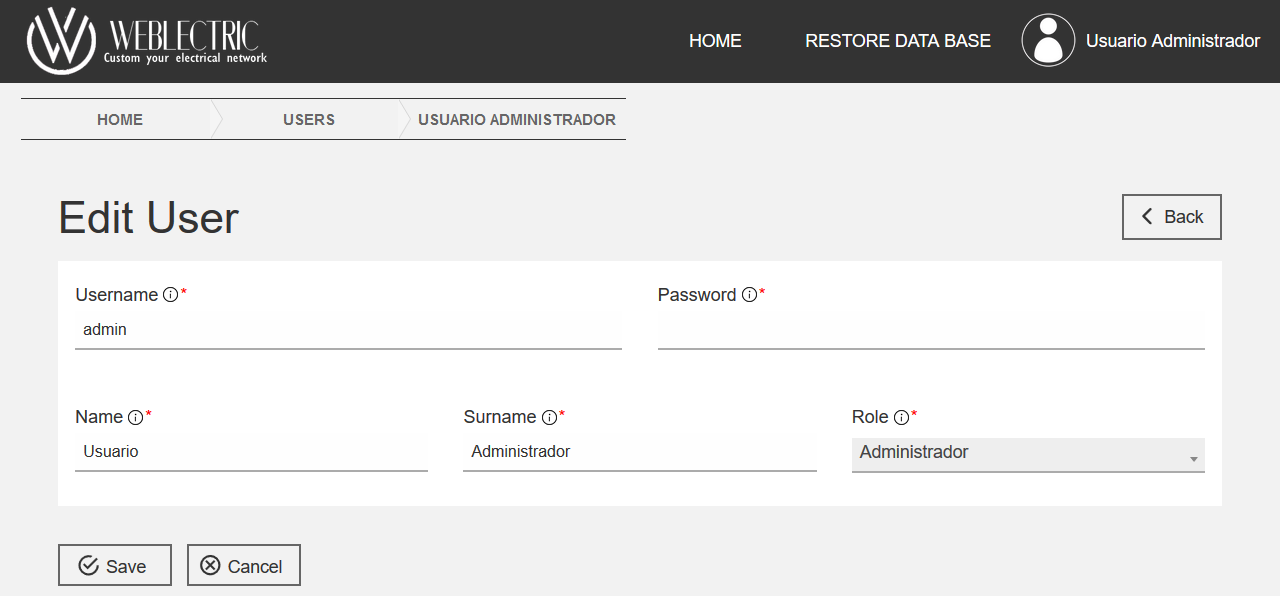 WEBLECTRIC
Custom your electrical network
HOME
RESTORE DATA BASE
Usuario Administrador
HOME
USERS
USUARIO ADMINISTRADOR
Edit User
Back
Username *
Password *
admin
Name *
Surname *
Role *
Usuario
Administrador
Administrador
Save
Cancel